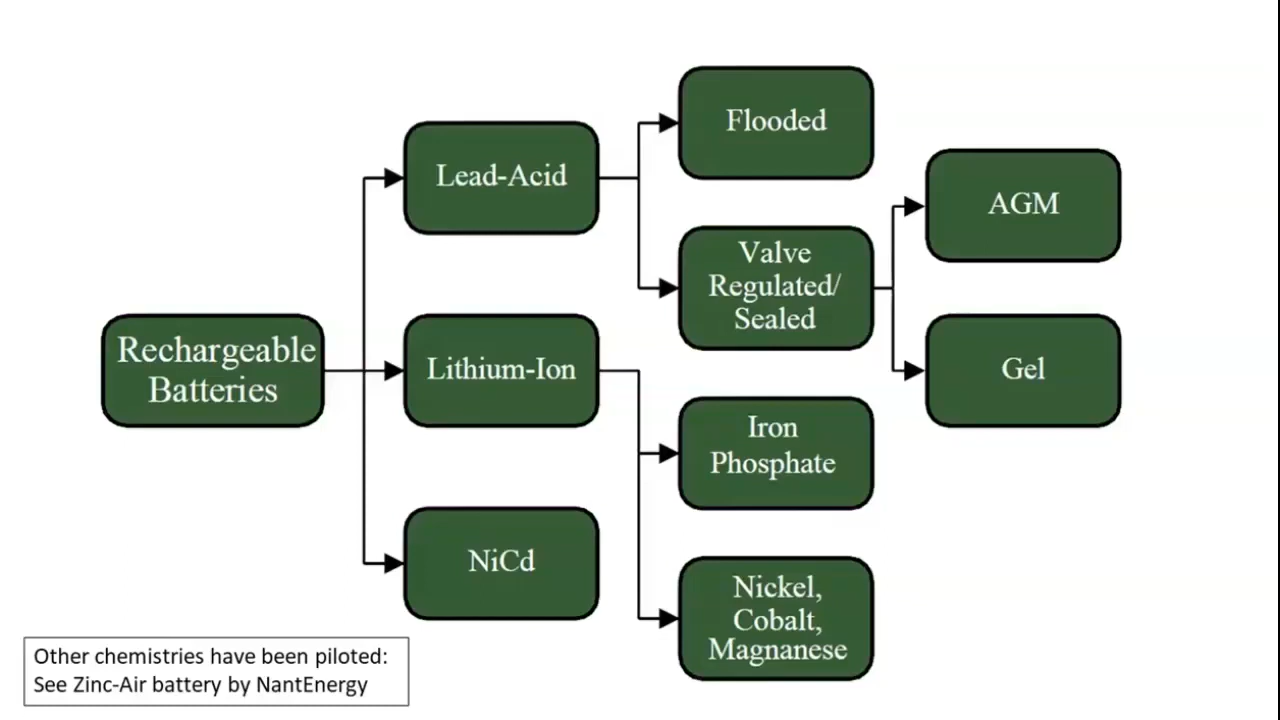 Rechargeable
Batteries
Lead-Acid
Lithium-Ion
NiCd
Flooded
Valve
Regulated/
Sealed
Iron
Phosphate
Nickel,
Cobalt,
Magnanese
AGM
Gel
Other chemistries have been piloted:
See Zinc-Air battery by NantEnergy